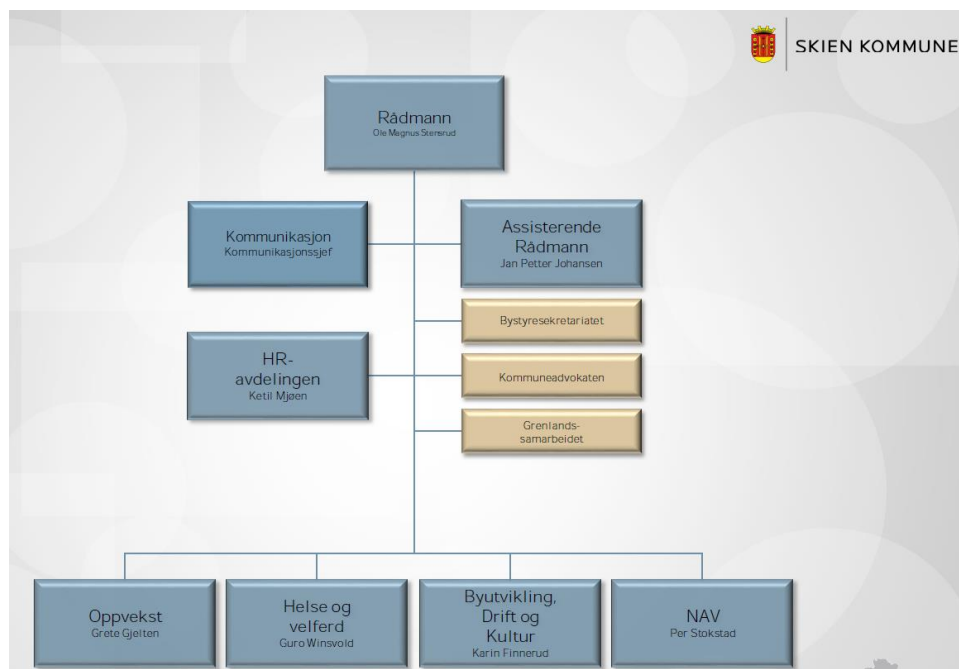 SKIEN KOMMUNE
Rådmann
Ole Magnus Stensrud
Kommunikasjon
Kommunikasjonssjef
Assisterende
Rådmann
Jan Petter Johansen
Bystyresekretariatet
HR-
avdelingen
Ketil Mjøen
Kommuneadvokaten
Grenlands-
samarbeidet
Oppvekst
Grete Gjelten
Helse og
velferd
Guro Winsvold
Byutvikling,
Drift og
Kultur
Karin Finnerud
NAV
Per Stokstad